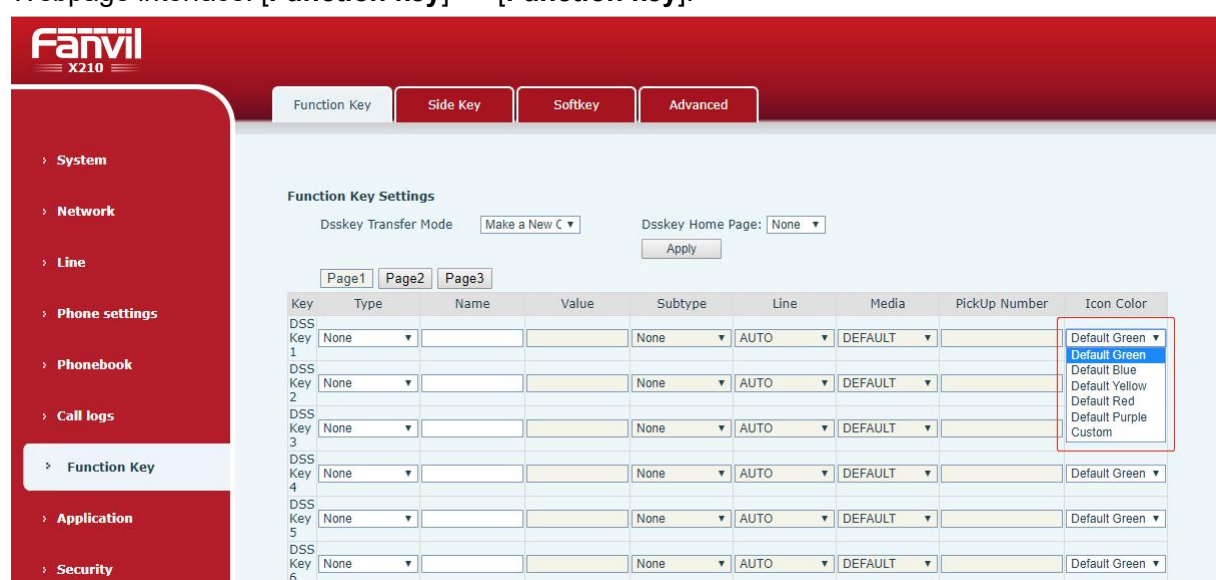 Webpage interface: [Function key] [Function key].
Fanvil
X210
Function Key Side Key Softkey Advanced
› System
› Network
› Line
› Phone settings
› Phonebook
› Call logs
› Function Key
› Application
› Security
Function Key Settings
Dsskey Transfer Mode Make a New C ▼ Dsskey Home Page: None ▼
Apply
Page1 Page2 Page3
Key Type Name Value Subtype Line Media PickUp Number Icon Color
DSS Key 1 None ▼ None ▼ AUTO ▼ DEFAULT ▼ Default Green ▼
Default Green
Default Blue
Default Yellow
Default Red
Default Purple
Custom
DSS Key 2 None ▼ None ▼ AUTO ▼ DEFAULT ▼
DSS Key 3 None ▼ None ▼ AUTO ▼ DEFAULT ▼
DSS Key 4 None ▼ None ▼ AUTO ▼ DEFAULT ▼ Default Green ▼
DSS Key 5 None ▼ None ▼ AUTO ▼ DEFAULT ▼ Default Green ▼
DSS Key 6 None ▼ None ▼ AUTO ▼ DEFAULT ▼ Default Green ▼